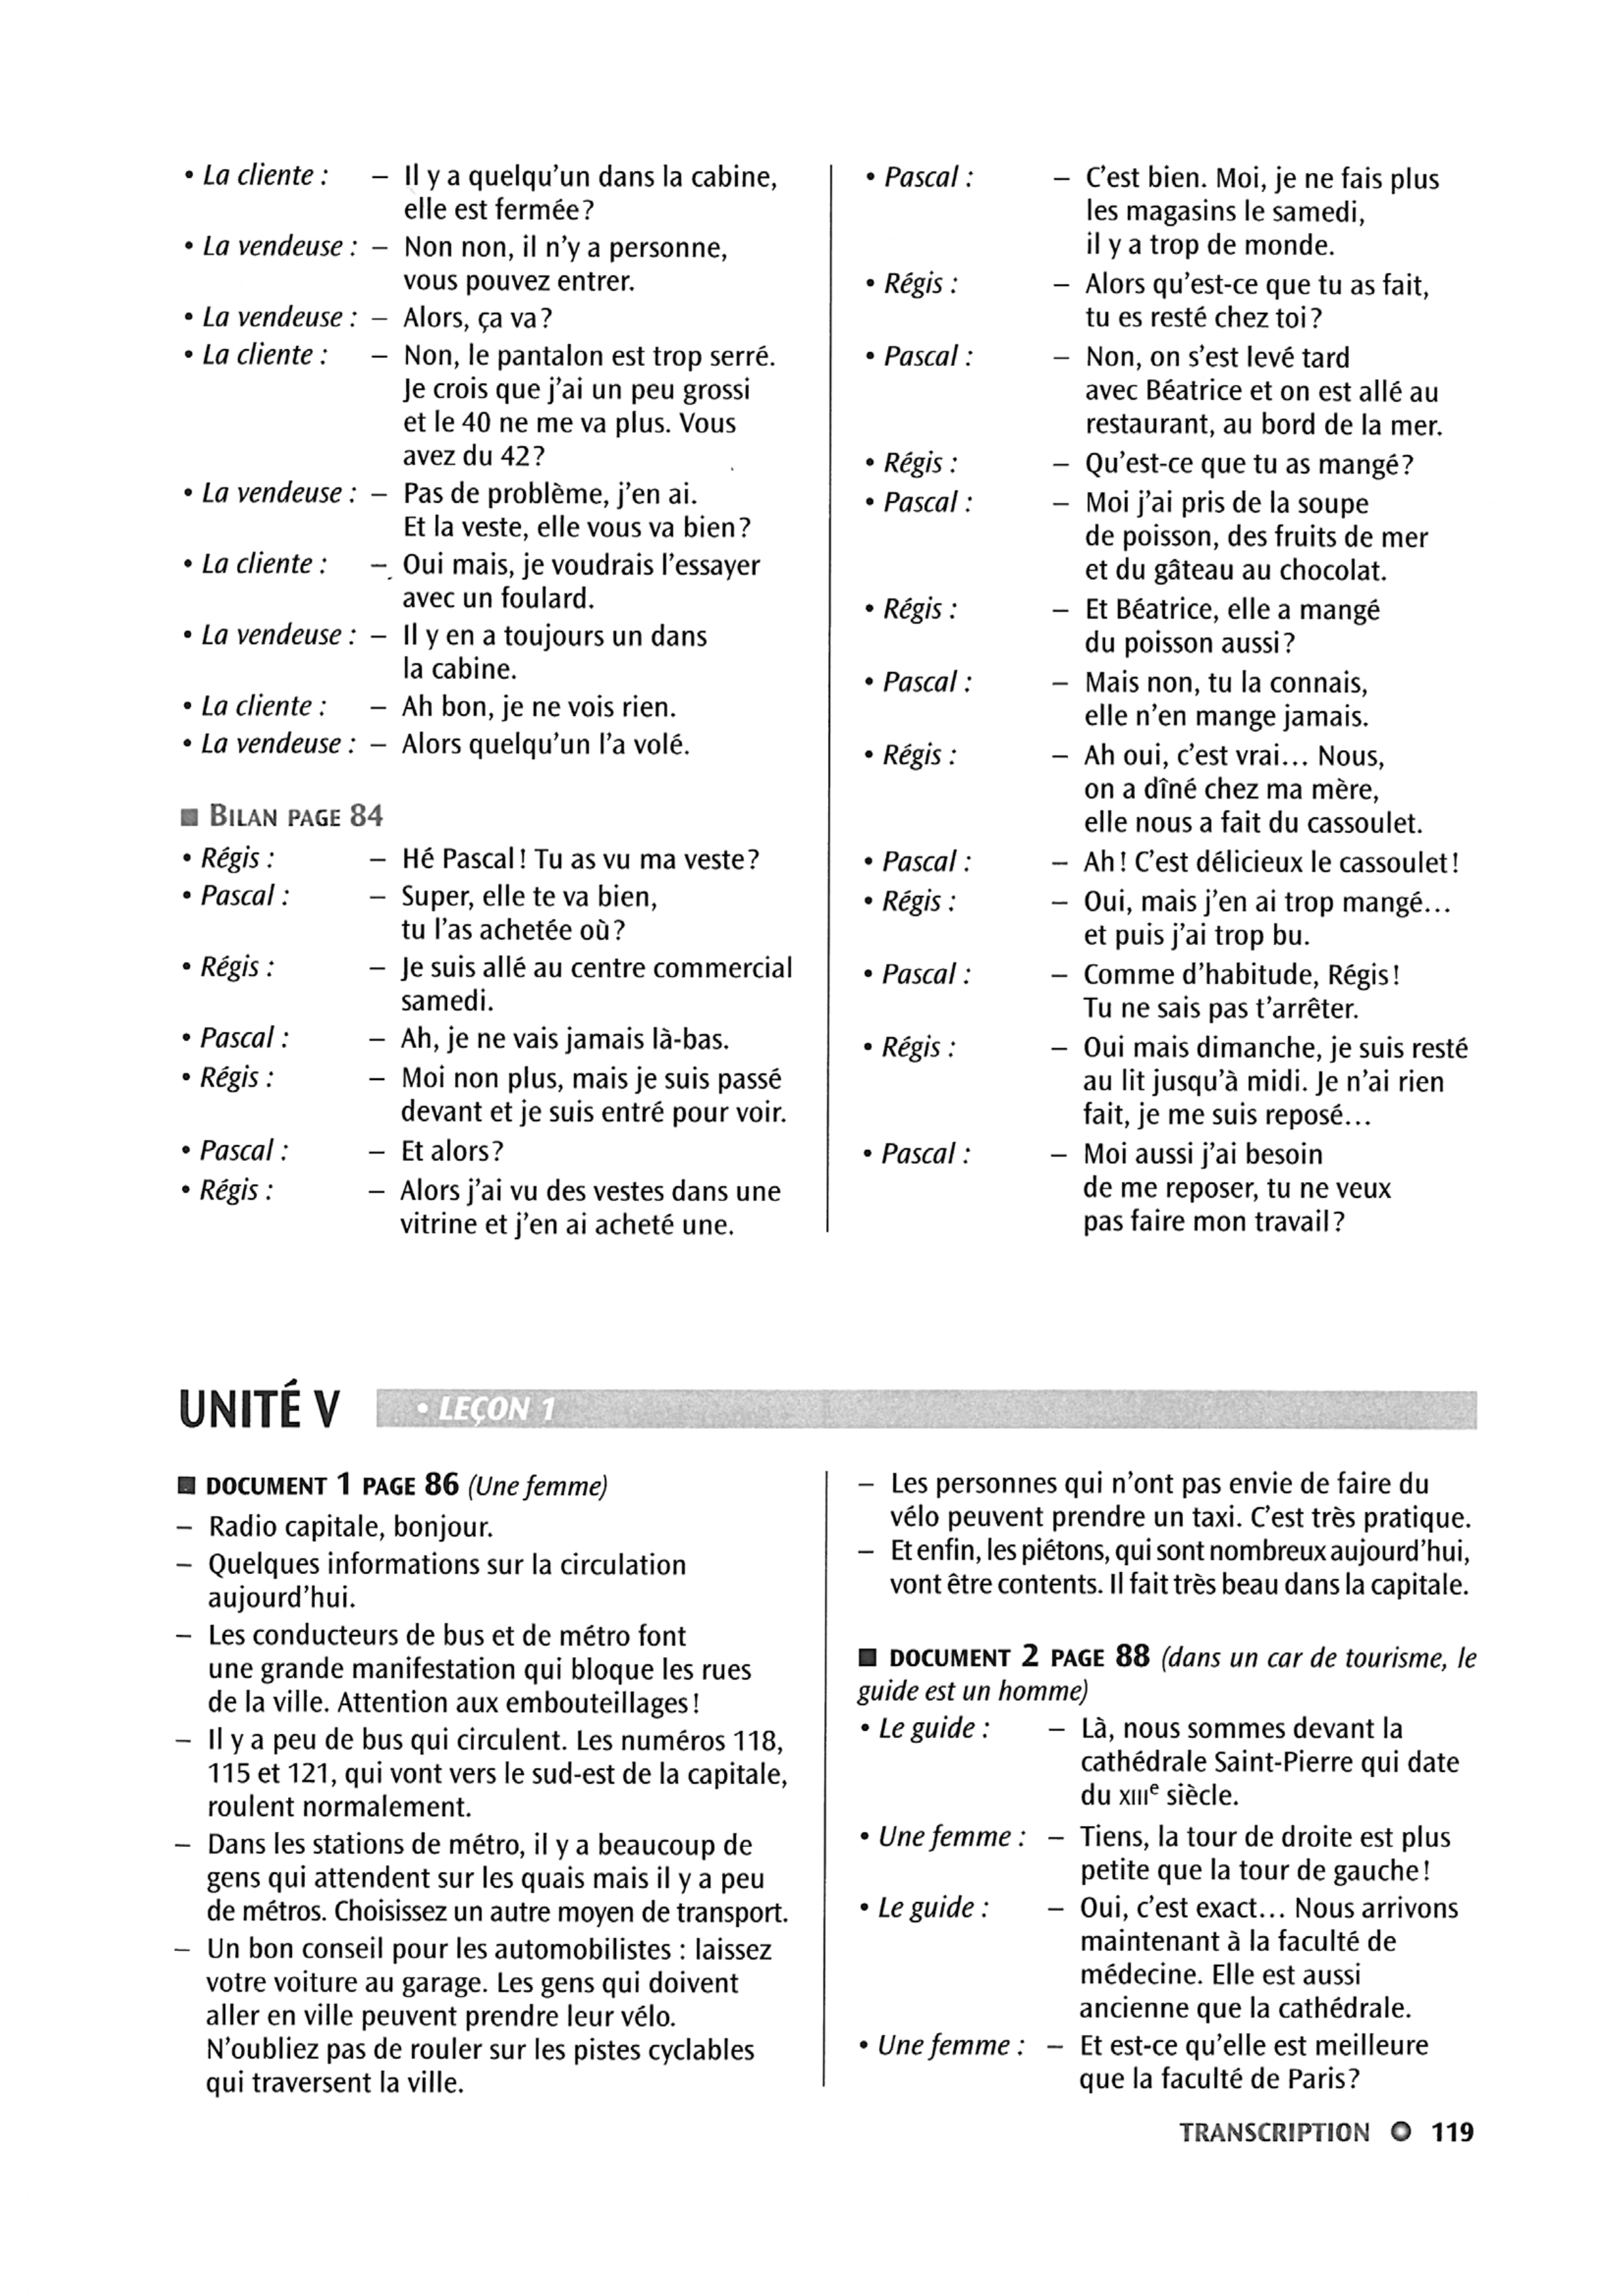 • La cliente : – Il y a quelqu'un dans la cabine,
elle est fermée?
• La vendeuse : – Non non, il n'y a personne,
vous pouvez entrer.
• La vendeuse : – Alors, ça va?
• La cliente : – Non, le pantalon est trop serré.
Je crois que j'ai un peu grossi
et le 40 ne me va plus. Vous
avez du 42?
• La vendeuse : – Pas de problème, j'en ai.
Et la veste, elle vous va bien?
• La cliente : – Oui mais, je voudrais l'essayer
avec un foulard.
• La vendeuse : – Il y en a toujours un dans
la cabine.
• La cliente : – Ah bon, je ne vois rien.
• La vendeuse : – Alors quelqu'un l'a volé.
■ BILAN PAGE 84
• Régis : – Hé Pascal! Tu as vu ma veste?
• Pascal : – Super, elle te va bien,
tu l'as achetée où?
• Régis : – Je suis allé au centre commercial
samedi.
• Pascal : – Ah, je ne vais jamais là-bas.
• Régis : – Moi non plus, mais je suis passé
devant et je suis entré pour voir.
• Pascal : – Et alors?
• Régis : – Alors j'ai vu des vestes dans une
vitrine et j'en ai acheté une.
• Pascal : – C'est bien. Moi, je ne fais plus
les magasins le samedi,
il y a trop de monde.
• Régis : – Alors qu'est-ce que tu as fait,
tu es resté chez toi?
• Pascal : – Non, on s'est levé tard
avec Béatrice et on est allé au
restaurant, au bord de la mer.
• Régis : – Qu'est-ce que tu as mangé?
• Pascal : – Moi j'ai pris de la soupe
de poisson, des fruits de mer
et du gâteau au chocolat.
• Régis : – Et Béatrice, elle a mangé
du poisson aussi?
• Pascal : – Mais non, tu la connais,
elle n'en mange jamais.
• Régis : – Ah oui, c'est vrai... Nous,
on a dîné chez ma mère,
elle nous a fait du cassoulet.
• Pascal : – Ah! C'est délicieux le cassoulet!
• Régis : – Oui, mais j'en ai trop mangé...
et puis j'ai trop bu.
• Pascal : – Comme d'habitude, Régis!
Tu ne sais pas t'arrêter.
• Régis : – Oui mais dimanche, je suis resté
au lit jusqu'à midi. Je n'ai rien
fait, je me suis reposé...
• Pascal : – Moi aussi j'ai besoin
de me reposer, tu ne veux
pas faire mon travail?
UNITÉ V • LEÇON 1
■ DOCUMENT 1 PAGE 86 (Une femme)
– Radio capitale, bonjour.
– Quelques informations sur la circulation
aujourd'hui.
– Les conducteurs de bus et de métro font
une grande manifestation qui bloque les rues
de la ville. Attention aux embouteillages!
– Il y a peu de bus qui circulent. Les numéros 118,
115 et 121, qui vont vers le sud-est de la capitale,
roulent normalement.
– Dans les stations de métro, il y a beaucoup de
gens qui attendent sur les quais mais il y a peu
de métros. Choisissez un autre moyen de transport.
– Un bon conseil pour les automobilistes : laissez
votre voiture au garage. Les gens qui doivent
aller en ville peuvent prendre leur vélo.
N'oubliez pas de rouler sur les pistes cyclables
qui traversent la ville.
– Les personnes qui n'ont pas envie de faire du
vélo peuvent prendre un taxi. C'est très pratique.
– Et enfin, les piétons, qui sont nombreux aujourd'hui,
vont être contents. Il fait très beau dans la capitale.
■ DOCUMENT 2 PAGE 88 (dans un car de tourisme, le
guide est un homme)
• Le guide : – Là, nous sommes devant la
cathédrale Saint-Pierre qui date
du XIIIe siècle.
• Une femme : – Tiens, la tour de droite est plus
petite que la tour de gauche!
• Le guide : – Oui, c'est exact... Nous arrivons
maintenant à la faculté de
médecine. Elle est aussi
ancienne que la cathédrale.
• Une femme : – Et est-ce qu'elle est meilleure
que la faculté de Paris?
TRANSCRIPTION 119